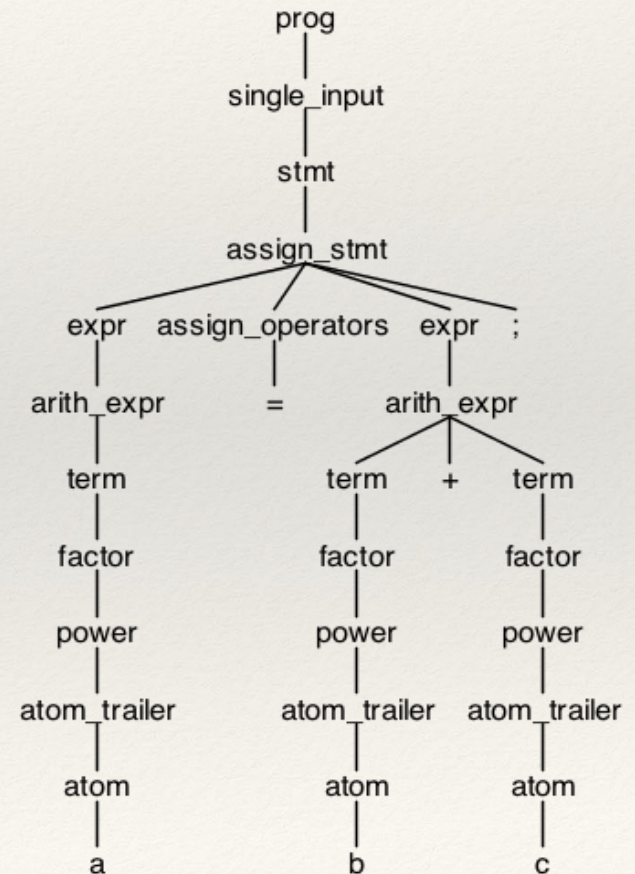 prog
single_input
stmt
assign_stmt
expr assign_operators expr ;
arith_expr = arith_expr
term term + term
factor factor factor
power power power
atom_trailer atom_trailer atom_trailer
atom atom atom
a b c